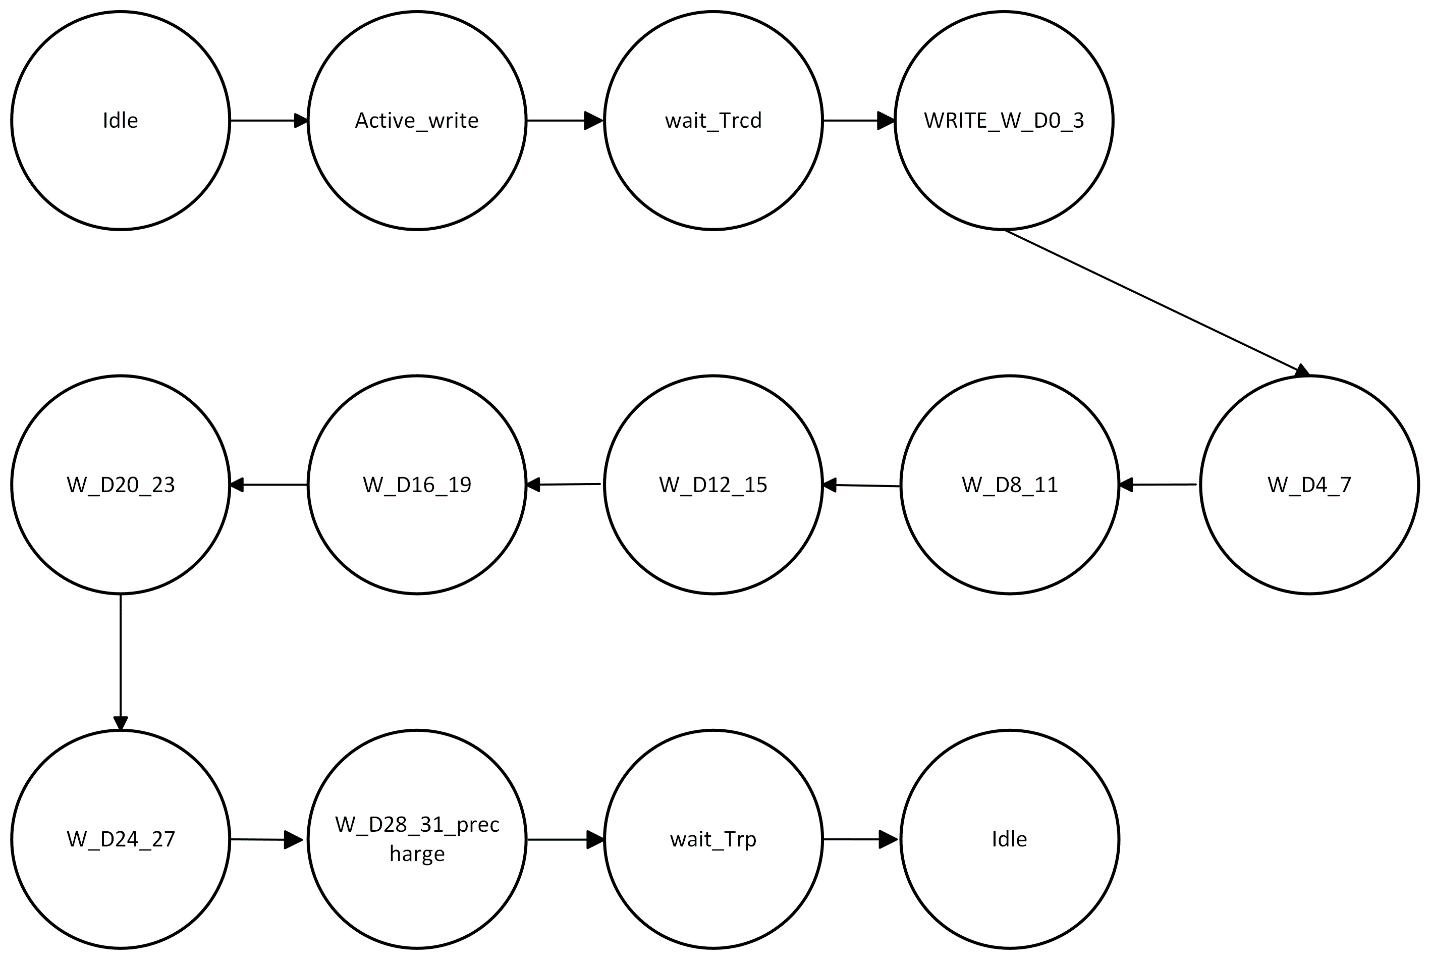 Idle
Active_write
wait_Trcd
WRITE_W_D0_3
W_D20_23
W_D16_19
W_D12_15
W_D8_11
W_D4_7
W_D24_27
W_D28_31_prec
harge
wait_Trp
Idle